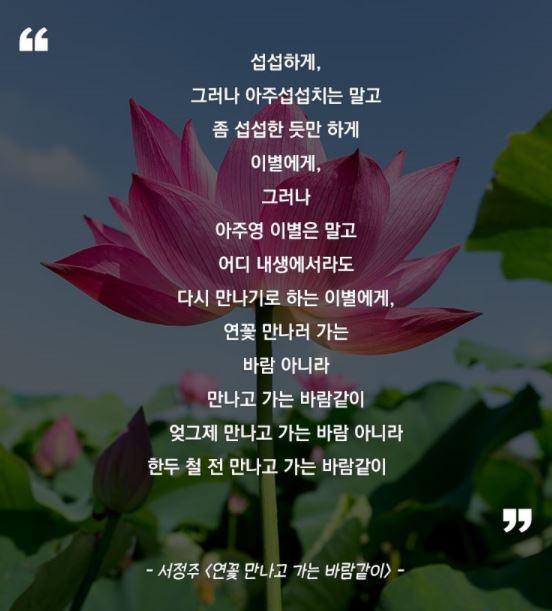 섭섭하게,
그러나 아주섭섭치는 말고
좀 섭섭한 듯만 하게
이별에게,
그러나
아주영 이별은 말고
어디 내생에서라도
다시 만나기로 하는 이별에게,
연꽃 만나러 가는
바람 아니라
만나고 가는 바람같이
엊그제 만나고 가는 바람 아니라
한두 철 전 만나고 가는 바람같이
- 서정주 <연꽃 만나고 가는 바람같이> -